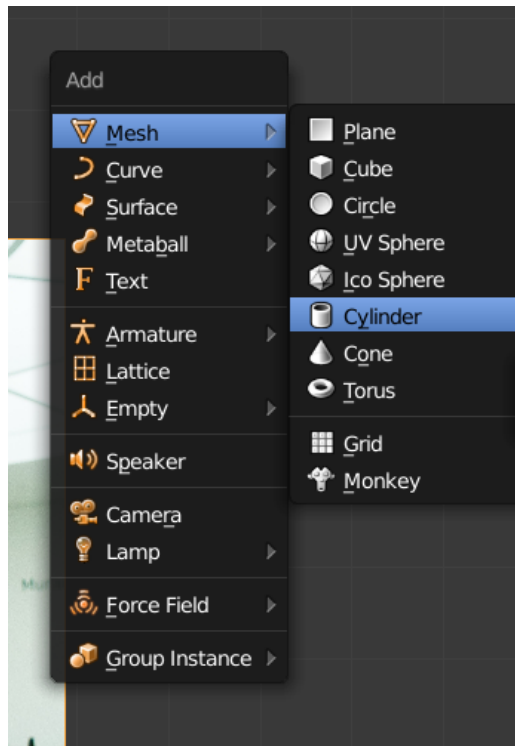 Add
Mesh
Curve
Surface
Metaball
Text
Armature
Lattice
Empty
Speaker
Camera
Lamp
Force Field
Group Instance
Plane
Cube
Circle
UV Sphere
Ico Sphere
Cylinder
Cone
Torus
Grid
Monkey